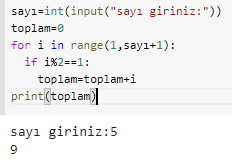 sayı=int(input("sayı giriniz:"))
toplam=0
for i in range(1,sayı+1):
  if i%2==1:
    toplam=toplam+i
print(toplam)
sayı giriniz:5
9